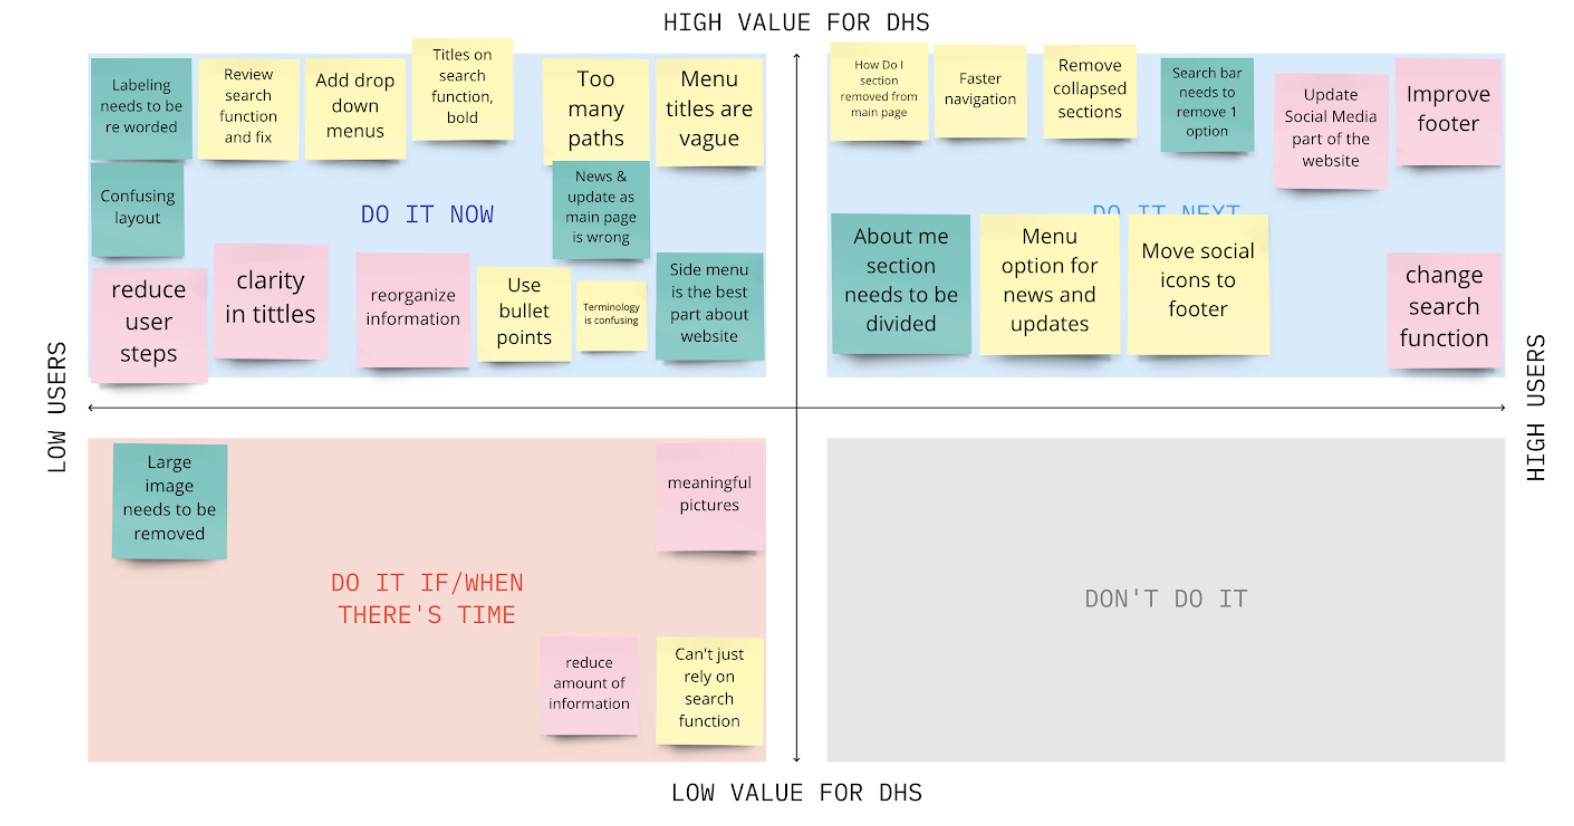 HIGH VALUE FOR DHS
Labeling
needs to be
re worded
Review
search
function
and fix
Add drop
down
menus
Titles on
search
function,
bold
Too
many
paths
Menu
titles are
vague
Confusing
layout
DO IT NOW
News &
update as
main page
is wrong
reduce
user
steps
clarity
in tittles
reorganize
information
Use
bullet
points
Terminology
is confusing
Side menu
is the best
part about
website
How Do I
section
removed from
main page
Faster
navigation
Remove
collapsed
sections
Search bar
needs to
remove 1
option
Update
Social Media
part of the
website
Improve
footer
DO IT NEXT
About me
section
needs to be
divided
Menu
option for
news and
updates
Move social
icons to
footer
change
search
function
LOW USERS
HIGH USERS
Large
image
needs to be
removed
meaningful
pictures
DO IT IF/WHEN
THERE'S TIME
reduce
amount of
information
Can't just
rely on
search
function
DON'T DO IT
LOW VALUE FOR DHS